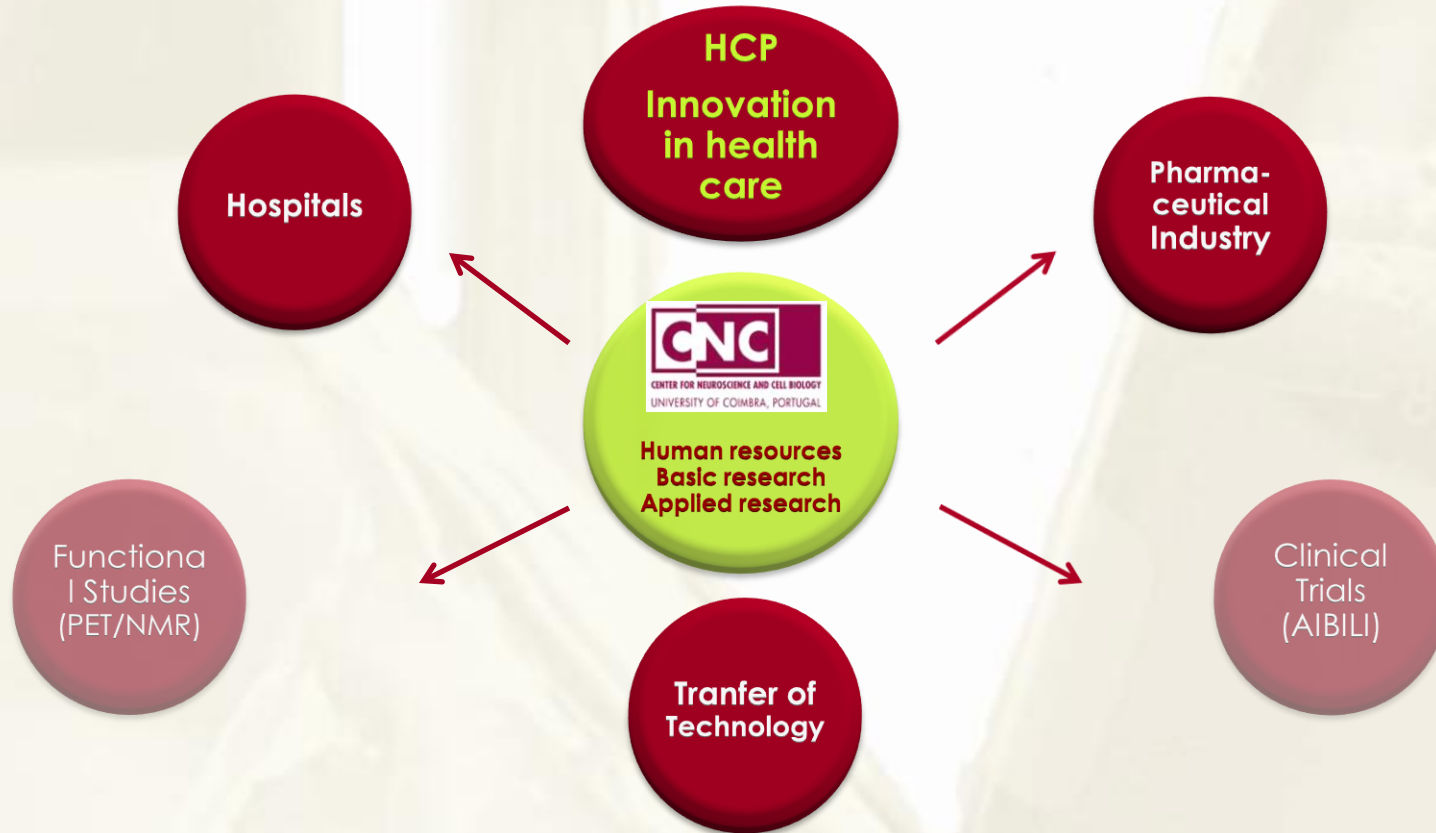 HCP
Innovation
in health
care
Hospitals
Pharma-
ceutical
Industry
CNC
CENTER FOR NEUROSCIENCE AND CELL BIOLOGY
UNIVERSITY OF COIMBRA, PORTUGAL
Human resources
Basic research
Applied research
Functiona
l Studies
(PET/NMR)
Clinical
Trials
(AIBILI)
Tranfer of
Technology